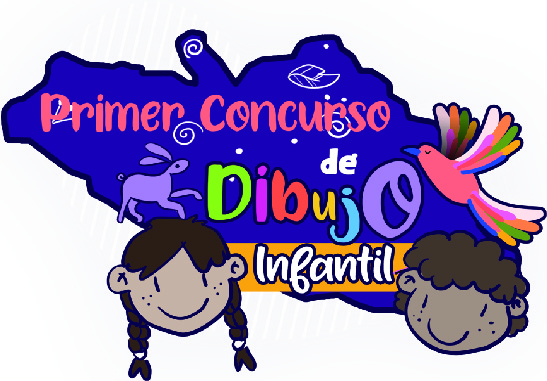 Primer Concurso
de
Dibujo
Infantil